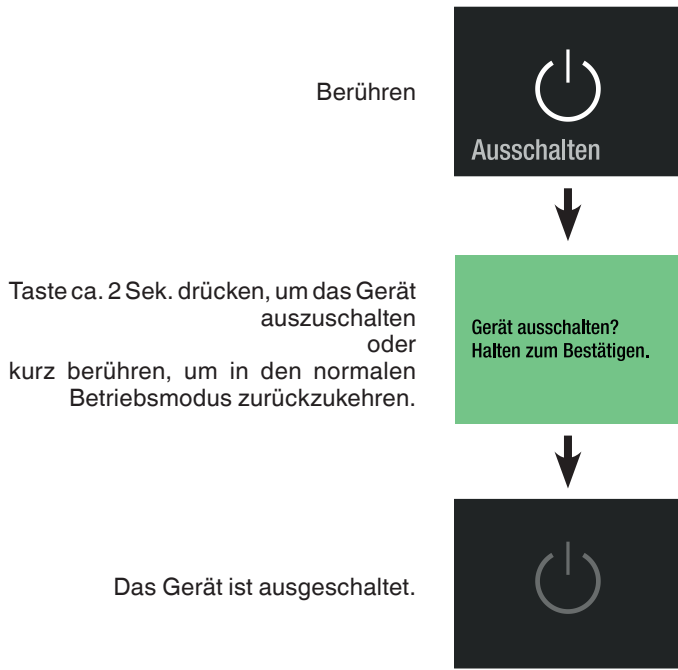 Berühren
Ausschalten
Taste ca. 2 Sek. drücken, um das Gerät
auszuschalten
oder
kurz berühren, um in den normalen
Betriebsmodus zurückzukehren.
Gerät ausschalten?
Halten zum Bestätigen.
Das Gerät ist ausgeschaltet.